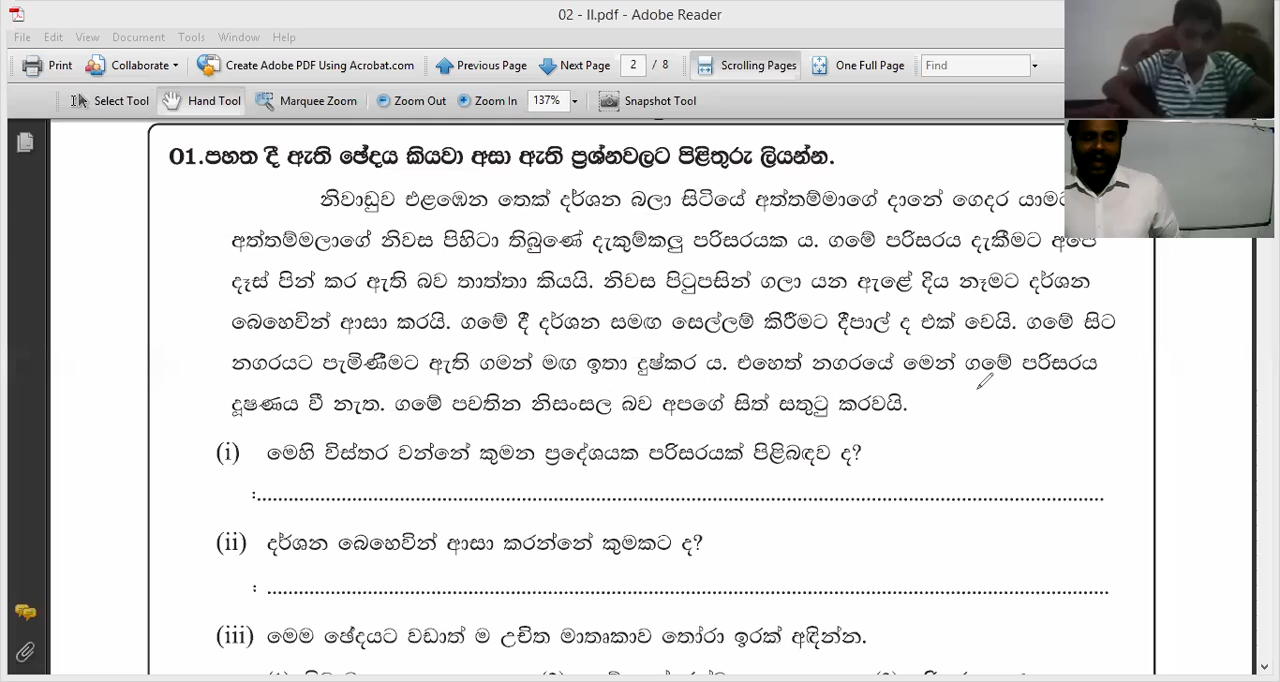 02 - II.pdf - Adobe Reader
File Edit View Document Tools Window Help
Print Collaborate Create Adobe PDF Using Acrobat.com Previous Page Next Page 2 / 8 Scrolling Pages One Full Page Find
Select Tool Hand Tool Marquee Zoom Zoom Out Zoom In 137% Snapshot Tool
01.පහත දී ඇති ඡේදය කියවා අසා ඇති ප්‍රශ්නවලට පිළිතුරු ලියන්න.
නිවාඩුව එළඹෙන තෙක් දර්ශන බලා සිටියේ අත්තම්මාගේ දානේ ගෙදර
අත්තම්මලාගේ නිවස පිහිටා තිබුණේ දැකුම්කලු පරිසරයක ය. ගමේ පරිසරය දැකීමට අපේ
දෑස් පින් කර ඇති බව තාත්තා කියයි. නිවස පිටුපසින් ගලා යන ඇළේ දිය නෑමට දර්ශන
බෙහෙවින් ආසා කරයි. ගමේ දී දර්ශන සමඟ සෙල්ලම් කිරීමට දීපාල් ද එක් වෙයි. ගමේ සිට
නගරයට පැමිණීමට ඇති ගමන් මඟ ඉතා දුෂ්කර ය. එහෙත් නගරයේ මෙන් ගමේ පරිසරය
දූෂණය වී නැත. ගමේ පවතින නිසංසල බව අපගේ සිත් සතුටු කරවයි.
(i) මෙහි විස්තර වන්නේ කුමන ප්‍රදේශයක පරිසරයක් පිළිබඳව ද?
(ii) දර්ශන බෙහෙවින් ආසා කරන්නේ කුමකට ද?
(iii) මෙම ඡේදයට වඩාත් ම උචිත මාතෘකාව තෝරා ඉරක් අඳින්න.